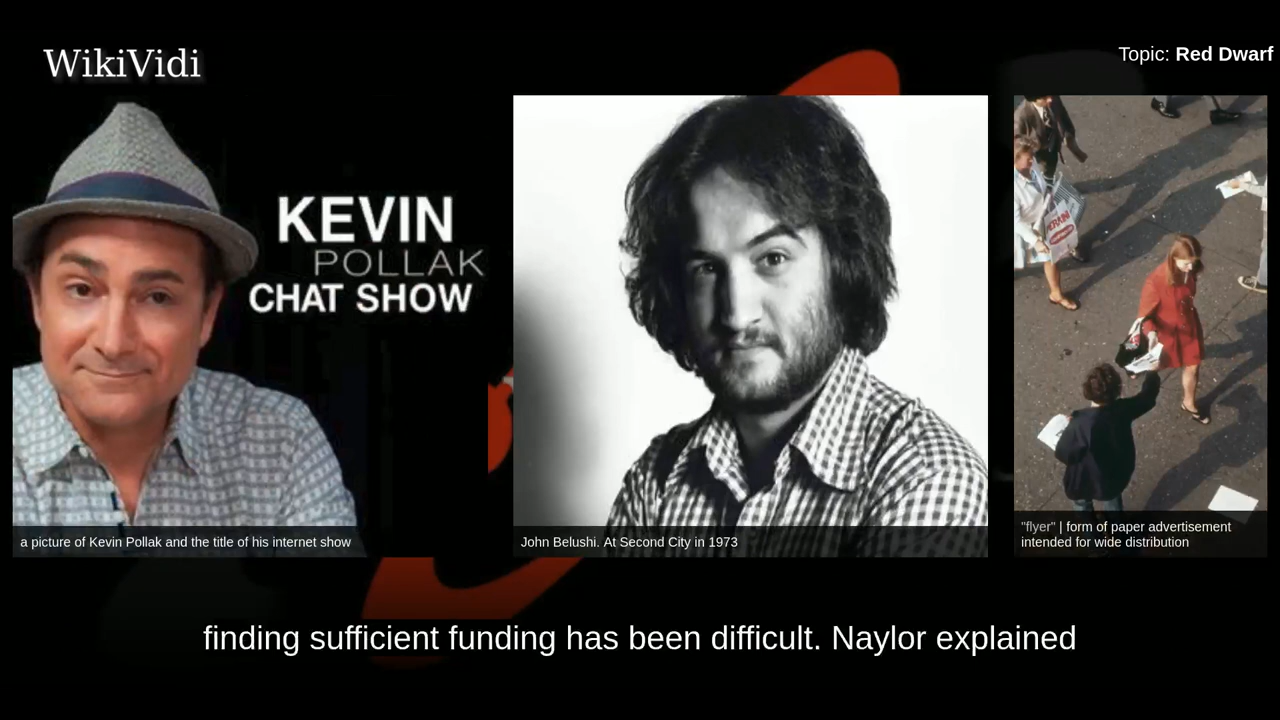 WikiVidi
Topic: Red Dwarf
KEVIN
POLLAK
CHAT SHOW
a picture of Kevin Pollak and the title of his internet show
John Belushi. At Second City in 1973
"flyer" | form of paper advertisement
intended for wide distribution
finding sufficient funding has been difficult. Naylor explained